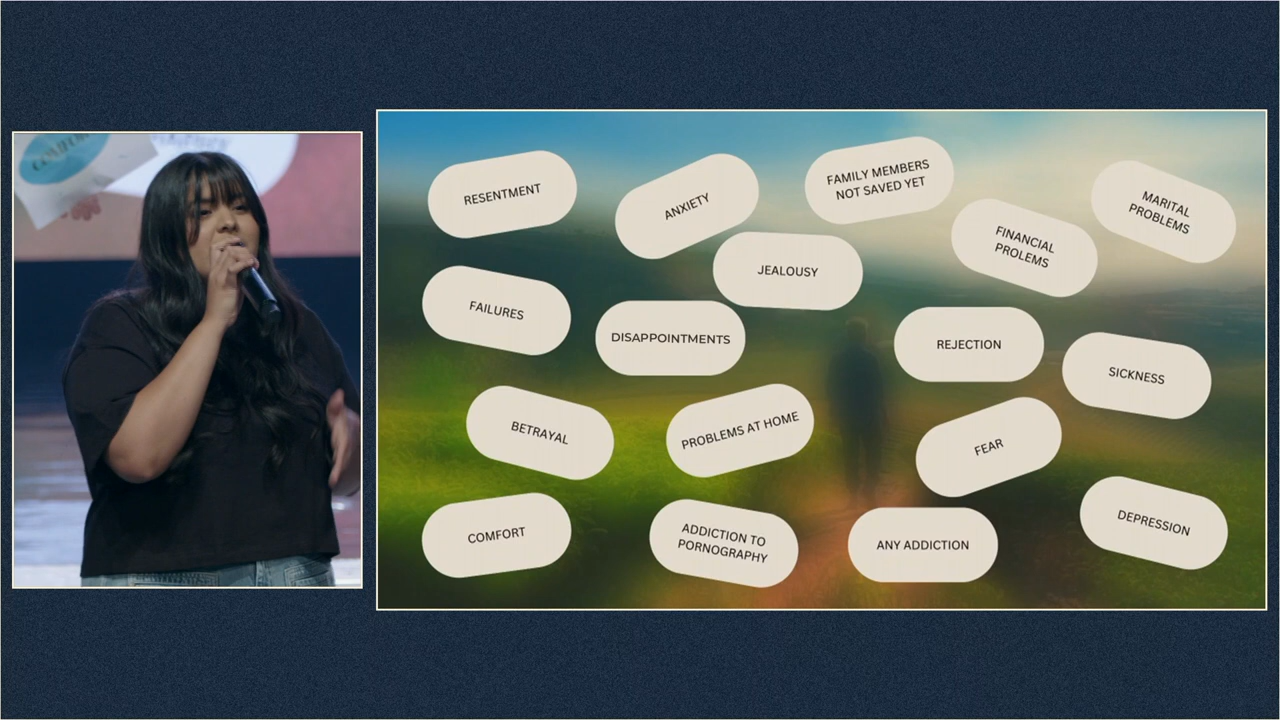 COMFORT
RESENTMENT
ANXIETY
FAMILY MEMBERS
NOT SAVED YET
MARITAL
PROBLEMS
FINANCIAL
PROLEMS
JEALOUSY
FAILURES
DISAPPOINTMENTS
REJECTION
SICKNESS
BETRAYAL
PROBLEMS AT HOME
FEAR
COMFORT
ADDICTION TO
PORNOGRAPHY
ANY ADDICTION
DEPRESSION